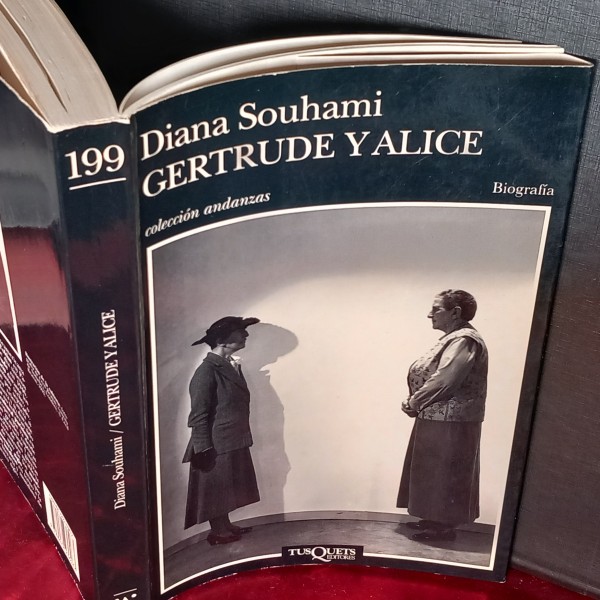 199
Diana Souhami / GERTRUDE Y ALICE
Diana Souhami
GERTRUDE Y ALICE
colección andanzas
Biografía
TUSQUETS
EDITORES